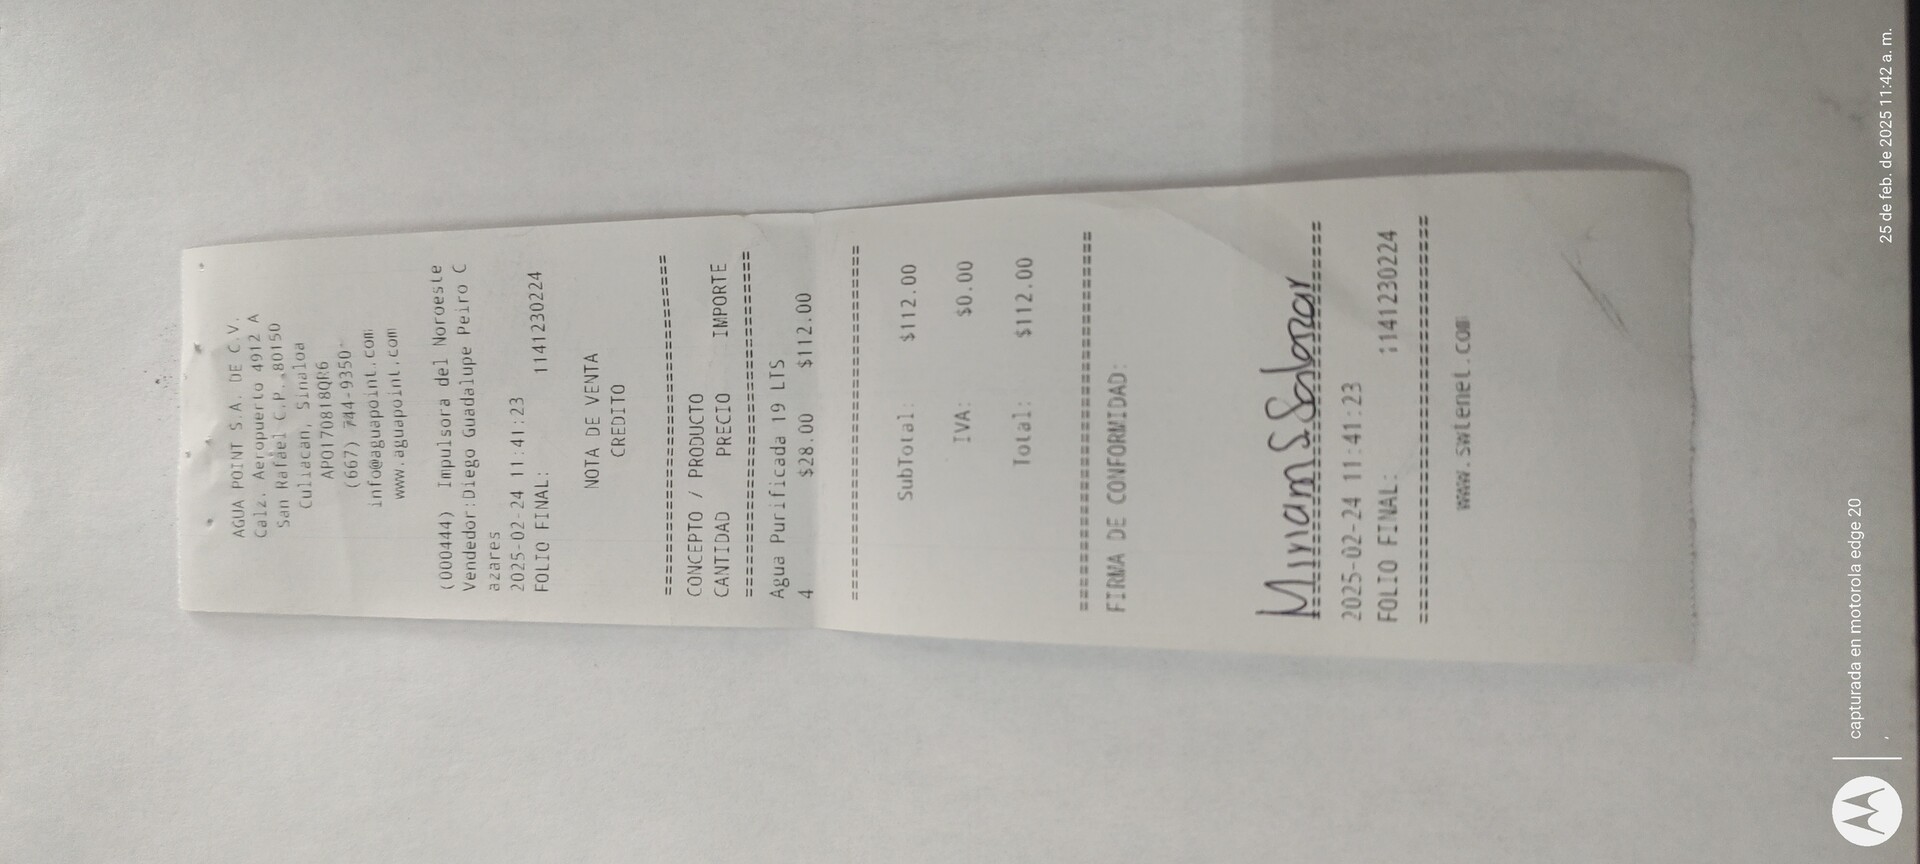 AGUA POINT S.A. DE C.V.
Calz. Aeropuerto 4912 A
San Rafael C.P. 80150
Culiacan, Sinaloa
APO170818QR6
(667) 744-9350
info@aguapoint.com
www.aguapoint.com
(000444) Impulsora del Noroeste
Vendedor:Diego Guadalupe Peiro C
azares
2025-02-24 11:41:23
FOLIO FINAL: 1141230224
NOTA DE VENTA
CREDITO
================================
CONCEPTO / PRODUCTO
CANTIDAD PRECIO IMPORTE
================================
Agua Purificada 19 LTS
4 $28.00 $112.00
================================
SubTotal: $112.00
IVA: $0.00
Total: $112.00
================================
FIRMA DE CONFORMIDAD:
Miriam S Salazar
================================
2025-02-24 11:41:23
FOLIO FINAL: :141230224
================================
www.swtenet.com
capturada en motorola edge 20
,
25 de feb. de 2025 11:42 a. m.